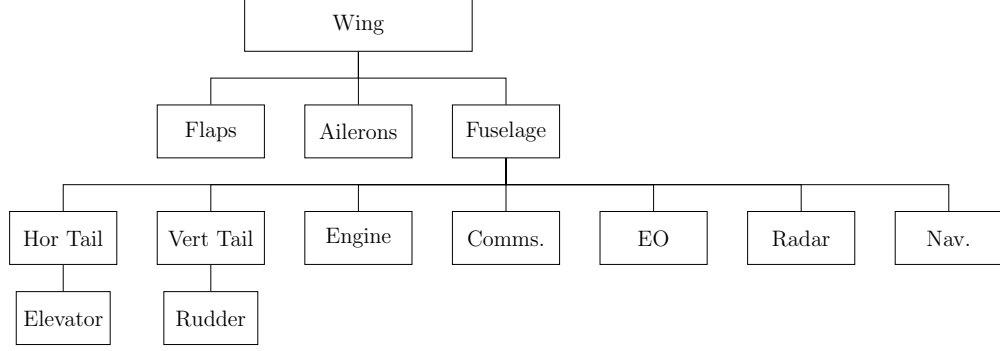 Wing
Flaps
Ailerons
Fuselage
Hor Tail
Vert Tail
Engine
Comms.
EO
Radar
Nav.
Elevator
Rudder